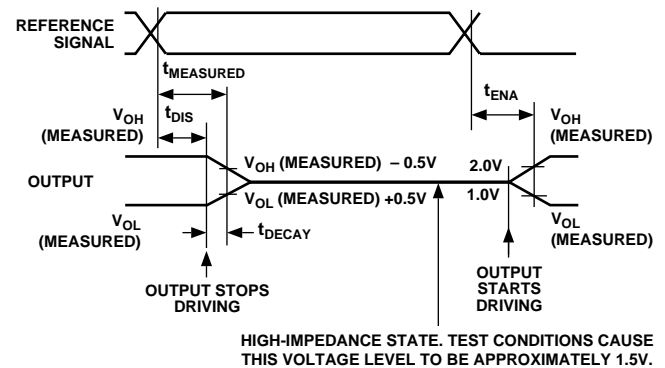 REFERENCE
SIGNAL
tMEASURED
tDIS
tENA
VOH
(MEASURED)
VOH
(MEASURED)
VOH (MEASURED) – 0.5V
2.0V
OUTPUT
VOL (MEASURED) +0.5V
1.0V
VOL
(MEASURED)
VOL
(MEASURED)
tDECAY
OUTPUT STOPS
DRIVING
OUTPUT
STARTS
DRIVING
HIGH-IMPEDANCE STATE. TEST CONDITIONS CAUSE
THIS VOLTAGE LEVEL TO BE APPROXIMATELY 1.5V.